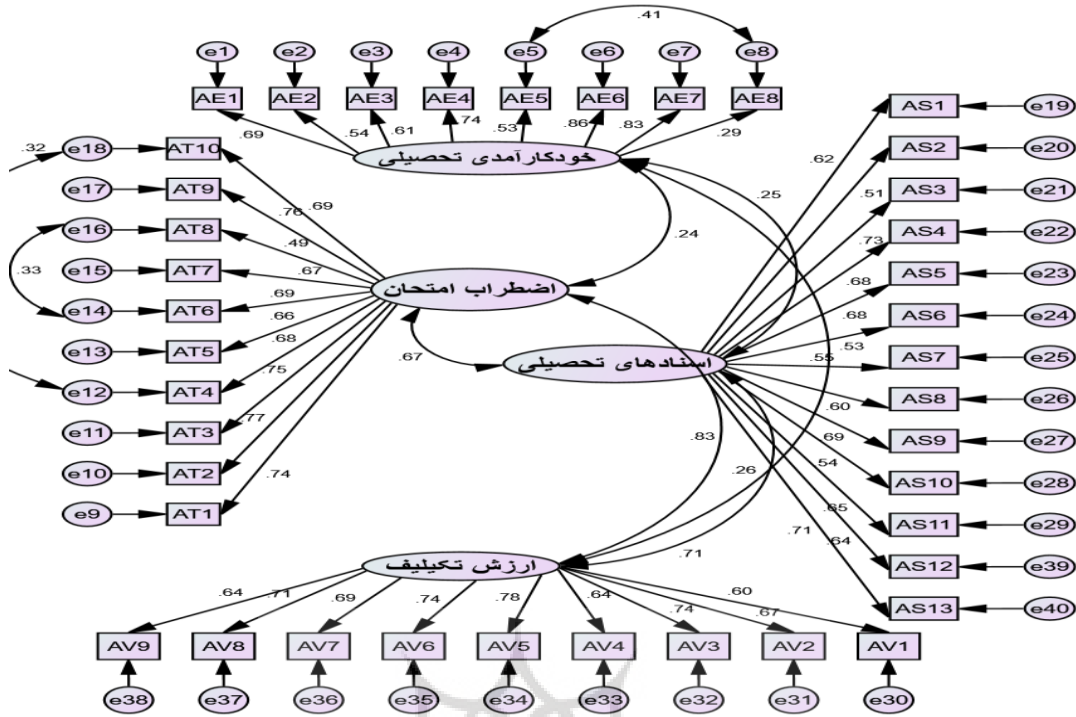 .41
e1 e2 e3 e4 e5 e6 e7 e8
AE1 AE2 AE3 AE4 AE5 AE6 AE7 AE8
.69 .54 .61 .74 .53 .86 .83 .29
خودکارآمدی تحصیلی
.32 e18 AT10
e17 AT9
e16 AT8
.33 e15 AT7
e14 AT6
e13 AT5
e12 AT4
e11 AT3
e10 AT2
e9 AT1
.69
.76
.49
.67
.69
.66
.68
.75
.77
.74
اضطراب امتحان
.24
.25
.67
اسنادهای تحصیلی
.83
.26
.71
AS1 e19
AS2 e20
AS3 e21
AS4 e22
AS5 e23
AS6 e24
AS7 e25
AS8 e26
AS9 e27
AS10 e28
AS11 e29
AS12 e39
AS13 e40
.62
.51
.73
.68
.68
.53
.55
.60
.69
.54
.65
.64
.71
ارزش تکیلیف
.64 .71 .69 .74 .78 .64 .74 .67 .60
AV9 AV8 AV7 AV6 AV5 AV4 AV3 AV2 AV1
e38 e37 e36 e35 e34 e33 e32 e31 e30